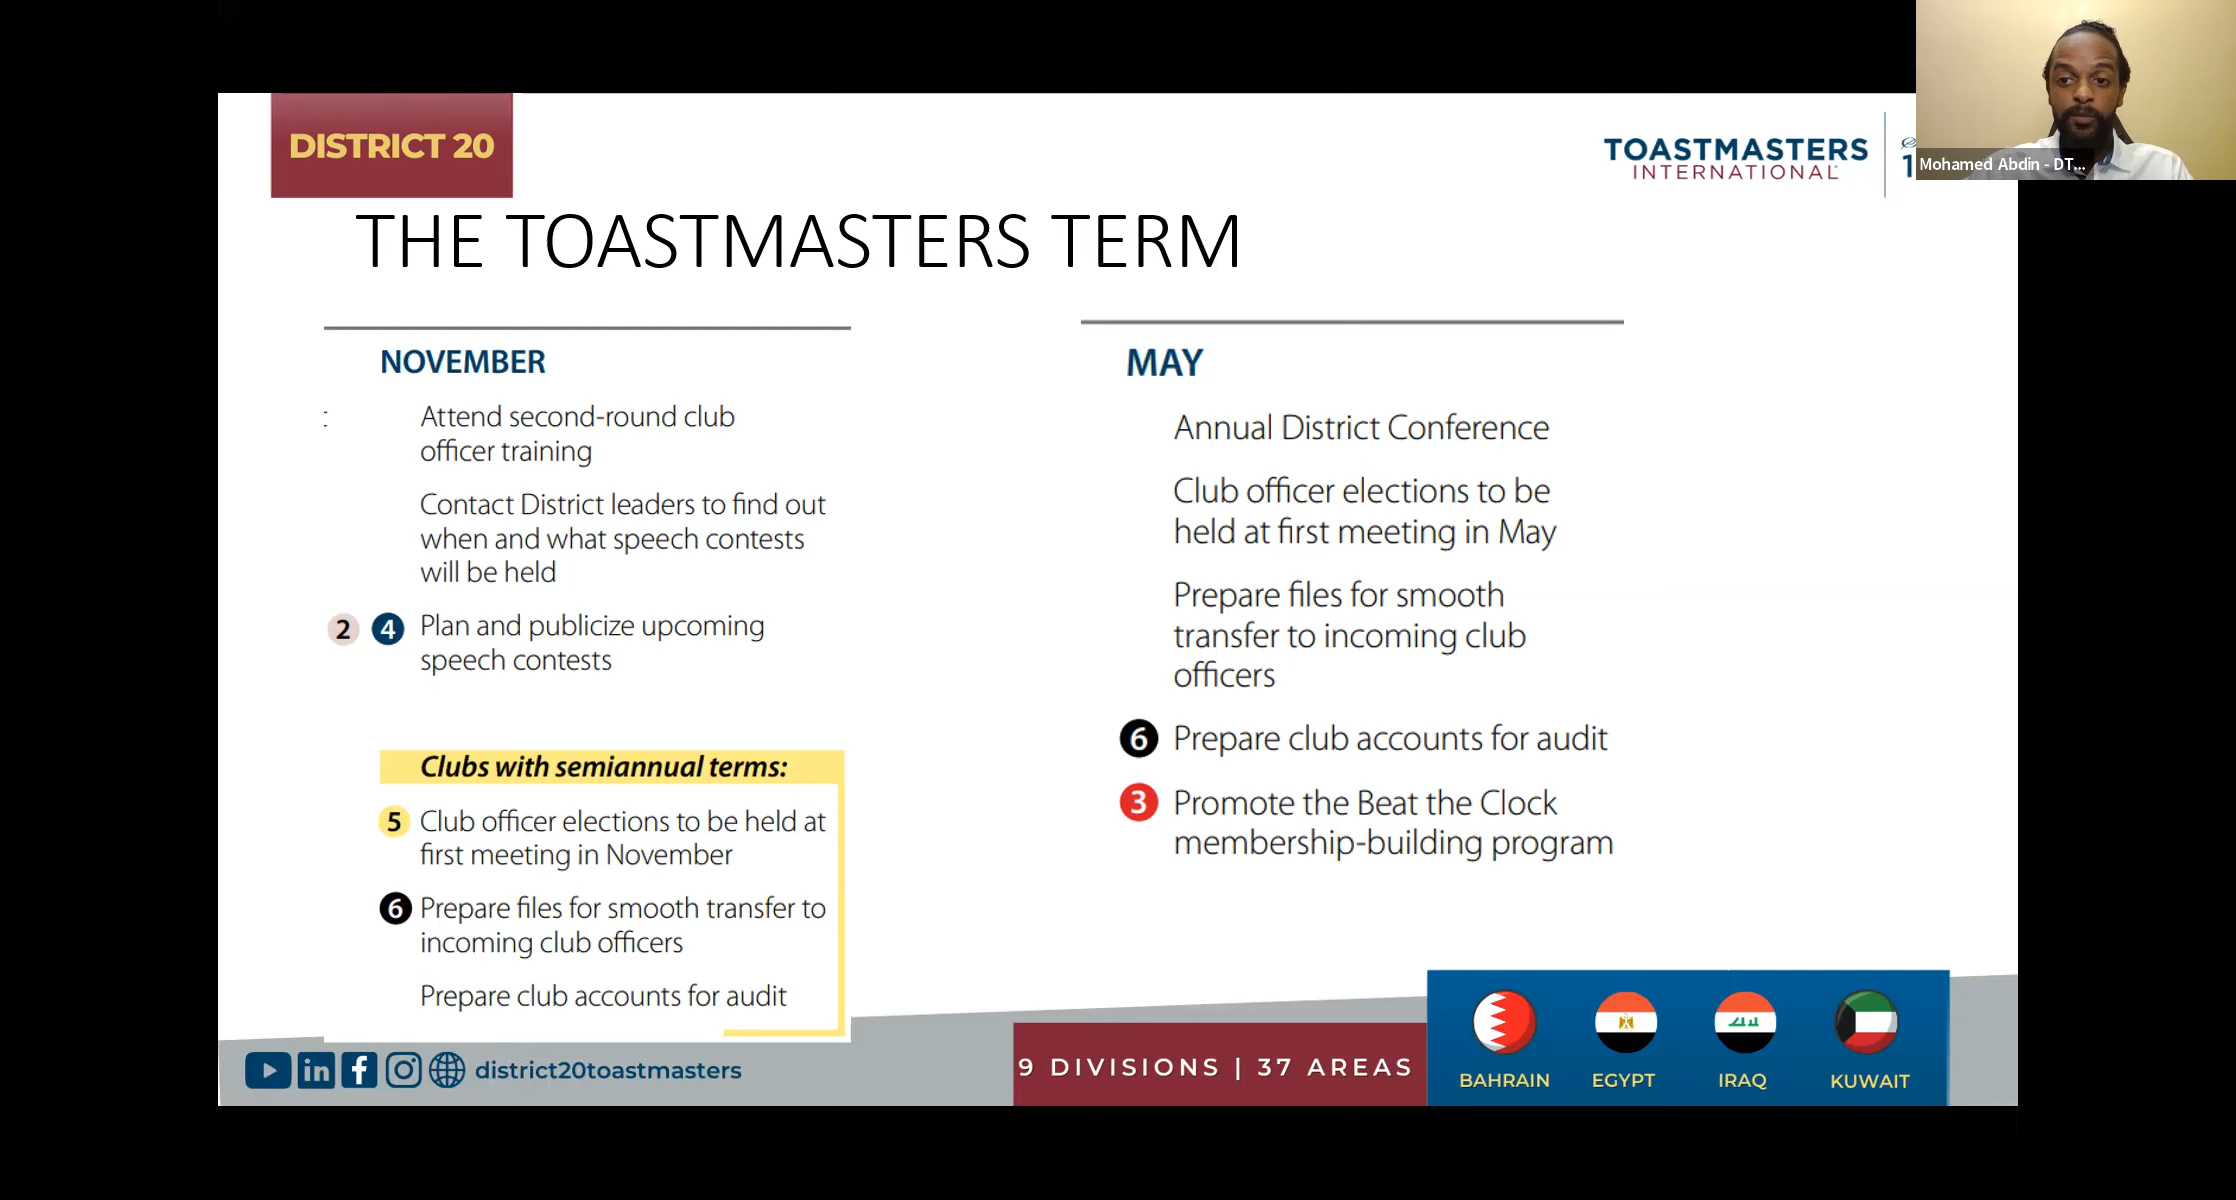 DISTRICT 20
TOASTMASTERS
INTERNATIONAL
Mohamed Abdin - DT...
THE TOASTMASTERS TERM
NOVEMBER
Attend second-round club
officer training
Contact District leaders to find out
when and what speech contests
will be held
2 4 Plan and publicize upcoming
speech contests
Clubs with semiannual terms:
5 Club officer elections to be held at
first meeting in November
6 Prepare files for smooth transfer to
incoming club officers
Prepare club accounts for audit
MAY
Annual District Conference
Club officer elections to be
held at first meeting in May
Prepare files for smooth
transfer to incoming club
officers
6 Prepare club accounts for audit
3 Promote the Beat the Clock
membership-building program
in f district20toastmasters
9 DIVISIONS | 37 AREAS
BAHRAIN EGYPT IRAQ KUWAIT